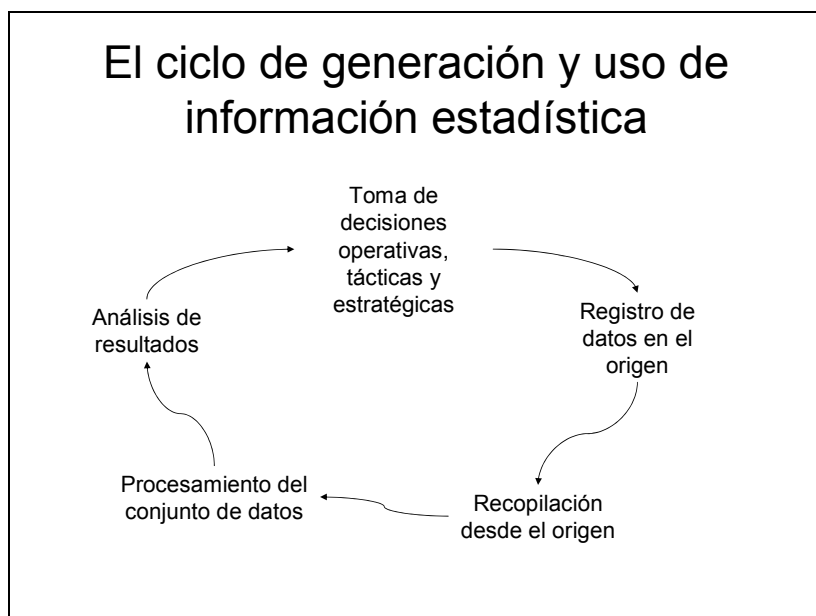 El ciclo de generación y uso de
información estadística
Toma de
decisiones
operativas,
tácticas y
estratégicas
Registro de
datos en el
origen
Recopilación
desde el origen
Procesamiento del
conjunto de datos
Análisis de
resultados